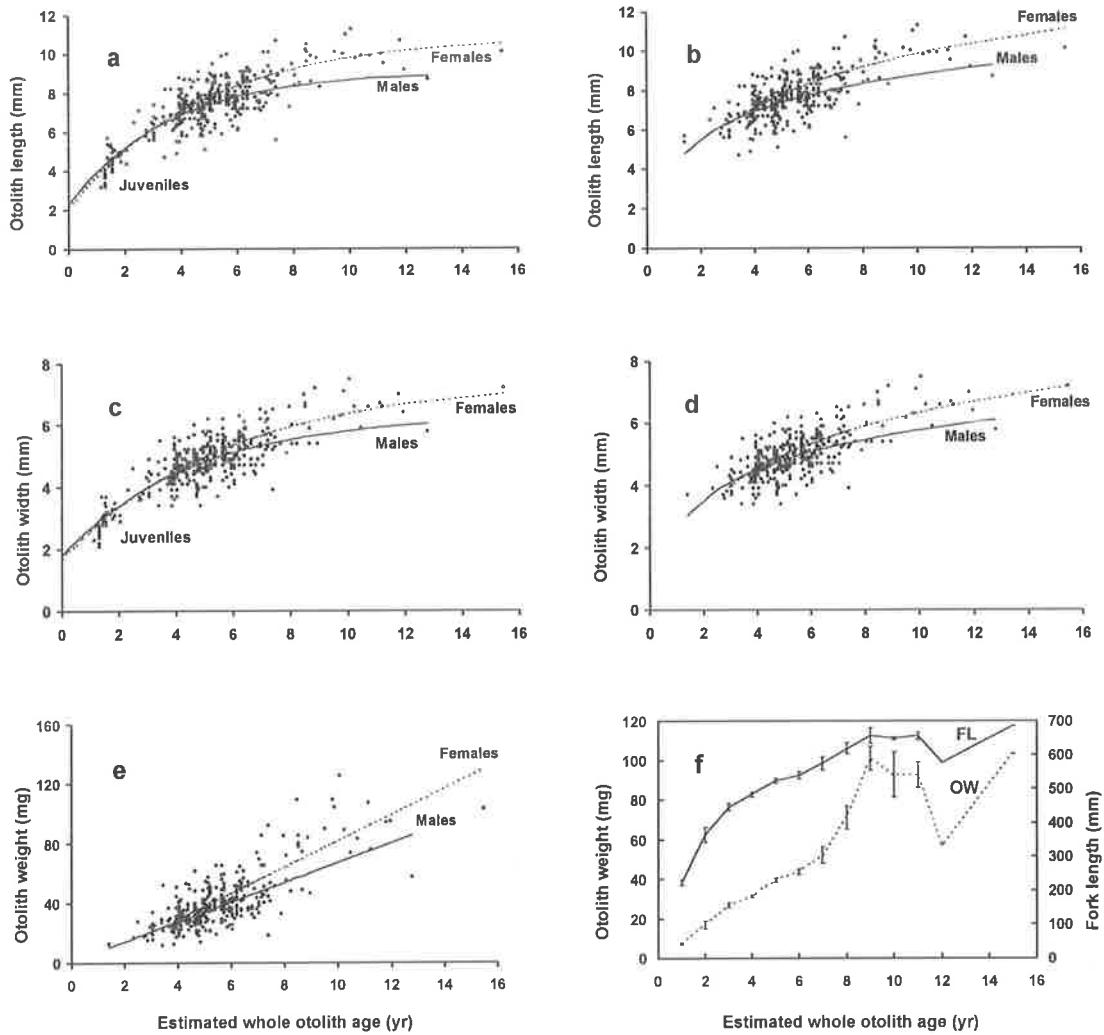 12
10
8
6
4
2
0
a
Females
Males
Juveniles
Otolith length (mm)
0 2 4 6 8 10 12 14 16
12
10
8
6
4
2
0
b
Females
Males
Otolith length (mm)
0 2 4 6 8 10 12 14 16
8
6
4
2
0
c
Females
Males
Juveniles
Otolith width (mm)
0 2 4 6 8 10 12 14 16
8
6
4
2
0
d
Females
Males
Otolith width (mm)
0 2 4 6 8 10 12 14 16
160
120
80
40
0
e
Females
Males
Otolith weight (mg)
0 2 4 6 8 10 12 14 16
Estimated whole otolith age (yr)
120
100
80
60
40
20
0
f
FL
OW
Otolith weight (mg)
700
600
500
400
300
200
100
0
Fork length (mm)
0 2 4 6 8 10 12 14 16
Estimated whole otolith age (yr)